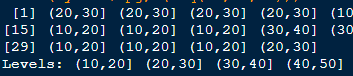 [1] (20,30] (20,30] (20,30] (20,30]
[15] (10,20] (10,20] (10,20] (30,40]
[29] (10,20] (10,20] (10,20] (20,30]
Levels: (10,20] (20,30] (30,40] (40,50]